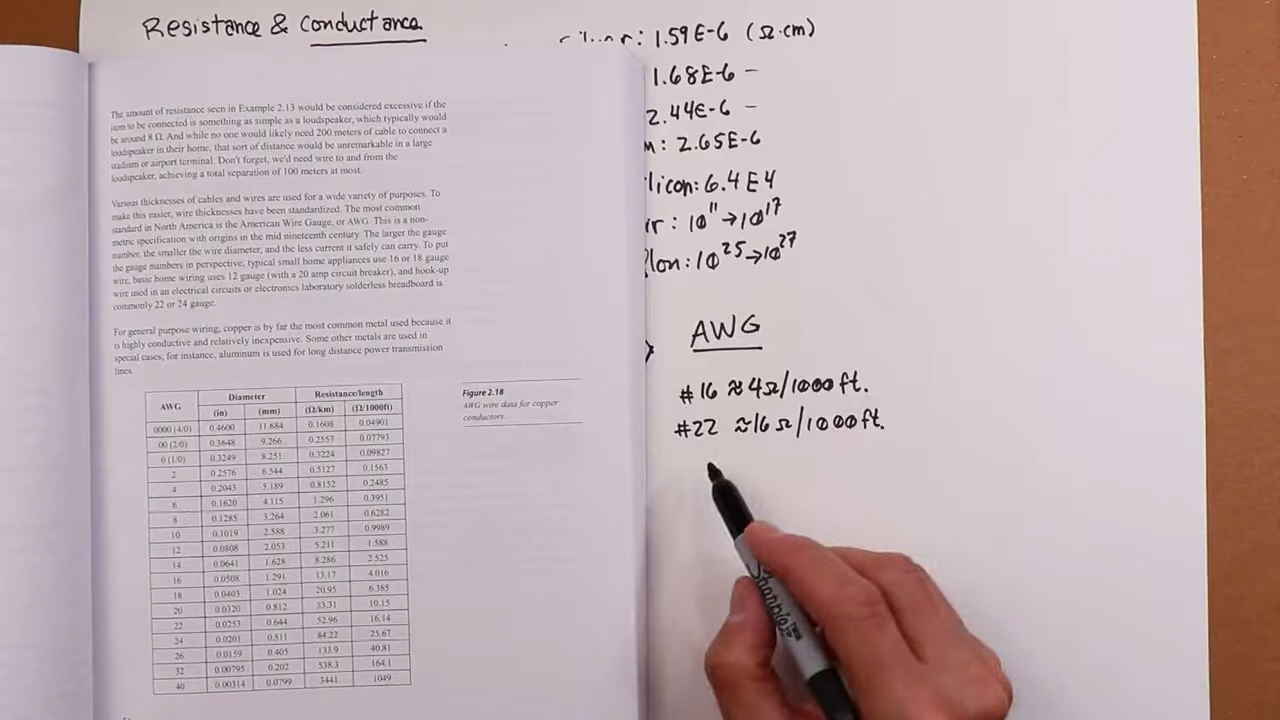 Resistance & Conductance
: 1.59 E-6 (Ω·cm)
1.68E-6 –
2.44E-6 –
m: 2.65E-6
licon: 6.4 E 4
ir: 10^11 → 10^17
flon: 10^25 → 10^27
AWG
#16 ≈ 4Ω/1000 ft.
#22 ≈ 16 Ω/1000 ft.
The amount of resistance seen in Example 2.13 would be considered excessive if the
item to be connected is something as simple as a loudspeaker, which typically would
be around 8 Ω. And while no one would likely need 200 meters of cable to connect a
loudspeaker in their home, that sort of distance would be unremarkable in a large
stadium or airport terminal. Don't forget, we'd need wire to and from the
loudspeaker, achieving a total separation of 100 meters at most.
Various thicknesses of cables and wires are used for a wide variety of purposes. To
make this easier, wire thicknesses have been standardized. The most common
standard in North America is the American Wire Gauge, or AWG. This is a non-
metric specification with origins in the mid nineteenth century. The larger the gauge
number, the smaller the wire diameter, and the less current it safely can carry. To put
the gauge numbers in perspective, typical small home appliances use 16 or 18 gauge
wire, basic home wiring uses 12 gauge (with a 20 amp circuit breaker), and hook-up
wire used in an electrical circuits or electronics laboratory solderless breadboard is
commonly 22 or 24 gauge.
For general purpose wiring, copper is by far the most common metal used because it
is highly conductive and relatively inexpensive. Some other metals are used in
special cases, for instance, aluminum is used for long distance power transmission
lines.
AWG Diameter Resistance/length
(in) (mm) (Ω/km) (Ω/1000ft)
0000 (4/0) 0.4600 11.684 0.1608 0.04901
00 (2/0) 0.3648 9.266 0.2557 0.07793
0 (1/0) 0.3249 8.251 0.3224 0.09827
2 0.2576 6.544 0.5127 0.1563
4 0.2043 5.189 0.8152 0.2485
6 0.1620 4.115 1.296 0.3951
8 0.1285 3.264 2.061 0.6282
10 0.1019 2.588 3.277 0.9989
12 0.0808 2.053 5.211 1.588
14 0.0641 1.628 8.286 2.525
16 0.0508 1.291 13.17 4.016
18 0.0403 1.024 20.95 6.385
20 0.0320 0.812 33.31 10.15
22 0.0253 0.644 52.96 16.14
24 0.0201 0.511 84.22 25.67
26 0.0159 0.405 133.9 40.81
32 0.00795 0.202 538.3 164.1
40 0.00314 0.0799 3441 1049
Figure 2.18
AWG wire data for copper
conductors.
Sharpie